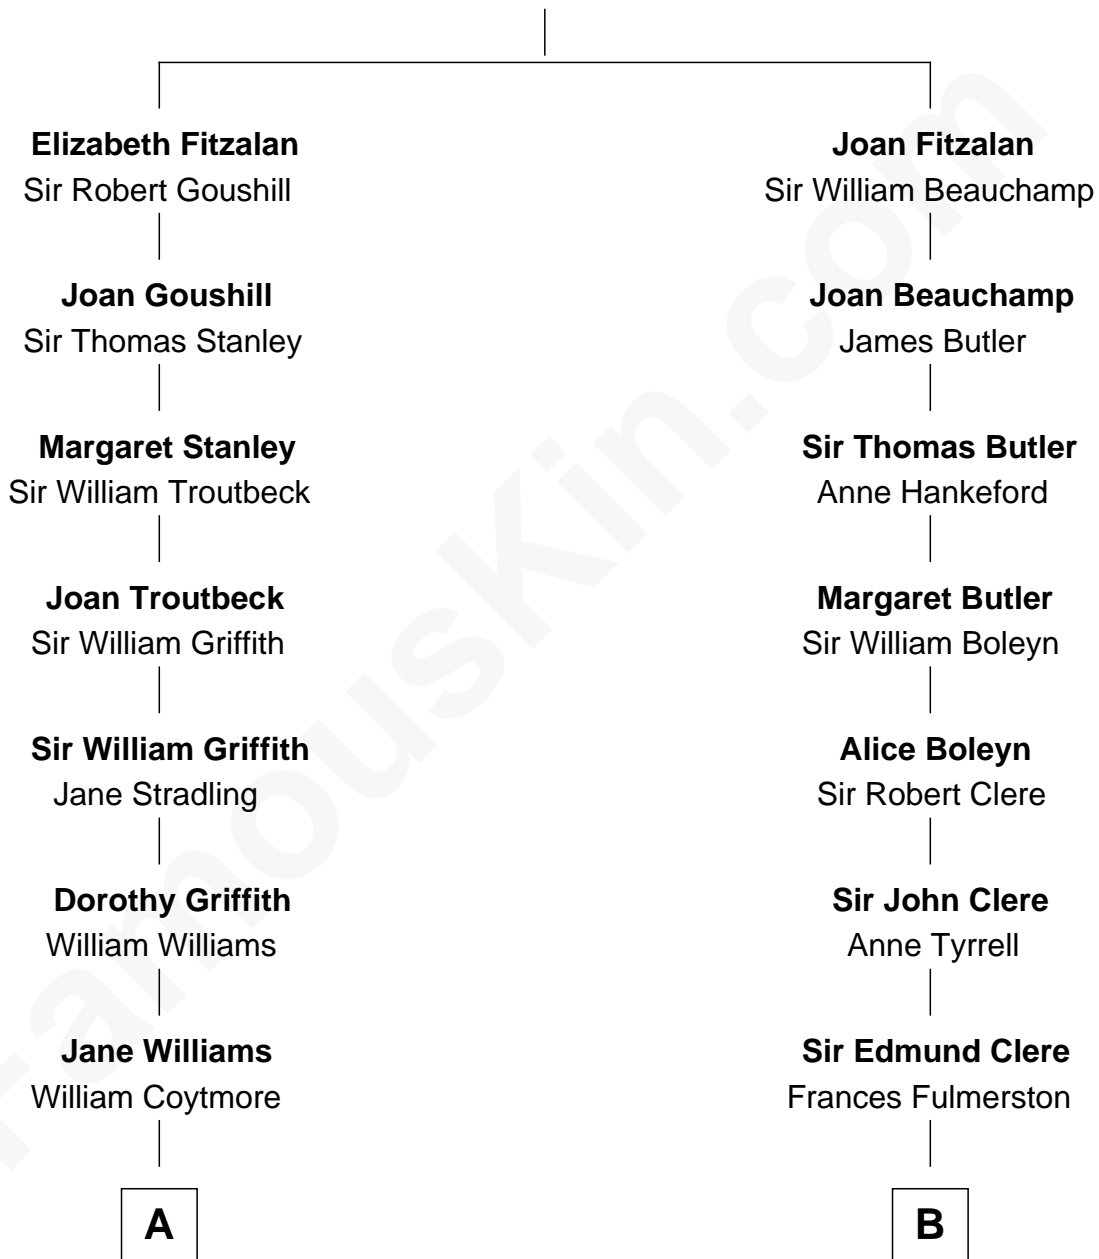 Elizabeth Fitzalan
Sir Robert Goushill
Joan Goushill
Sir Thomas Stanley
Margaret Stanley
Sir William Troutbeck
Joan Troutbeck
Sir William Griffith
Sir William Griffith
Jane Stradling
Dorothy Griffith
William Williams
Jane Williams
William Coytmore
A
Joan Fitzalan
Sir William Beauchamp
Joan Beauchamp
James Butler
Sir Thomas Butler
Anne Hankeford
Margaret Butler
Sir William Boleyn
Alice Boleyn
Sir Robert Clere
Sir John Clere
Anne Tyrrell
Sir Edmund Clere
Frances Fulmerston
B
FamousKin.com